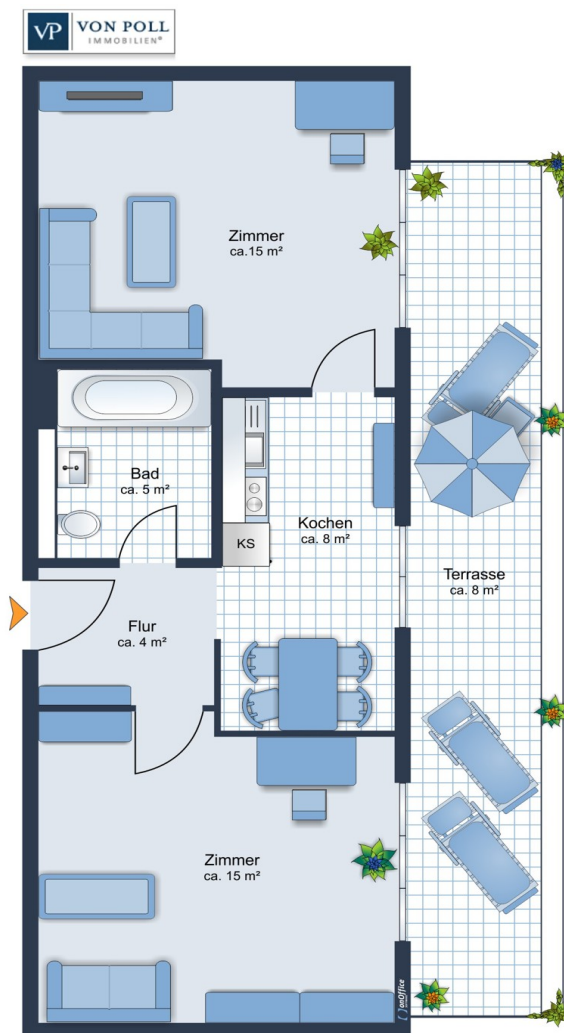 VP VON POLL
IMMOBILIEN®
Zimmer
ca.15 m²
Bad
ca. 5 m²
Kochen
ca. 8 m²
KS
Terrasse
ca. 8 m²
Flur
ca. 4 m²
Zimmer
ca. 15 m²
onOffice